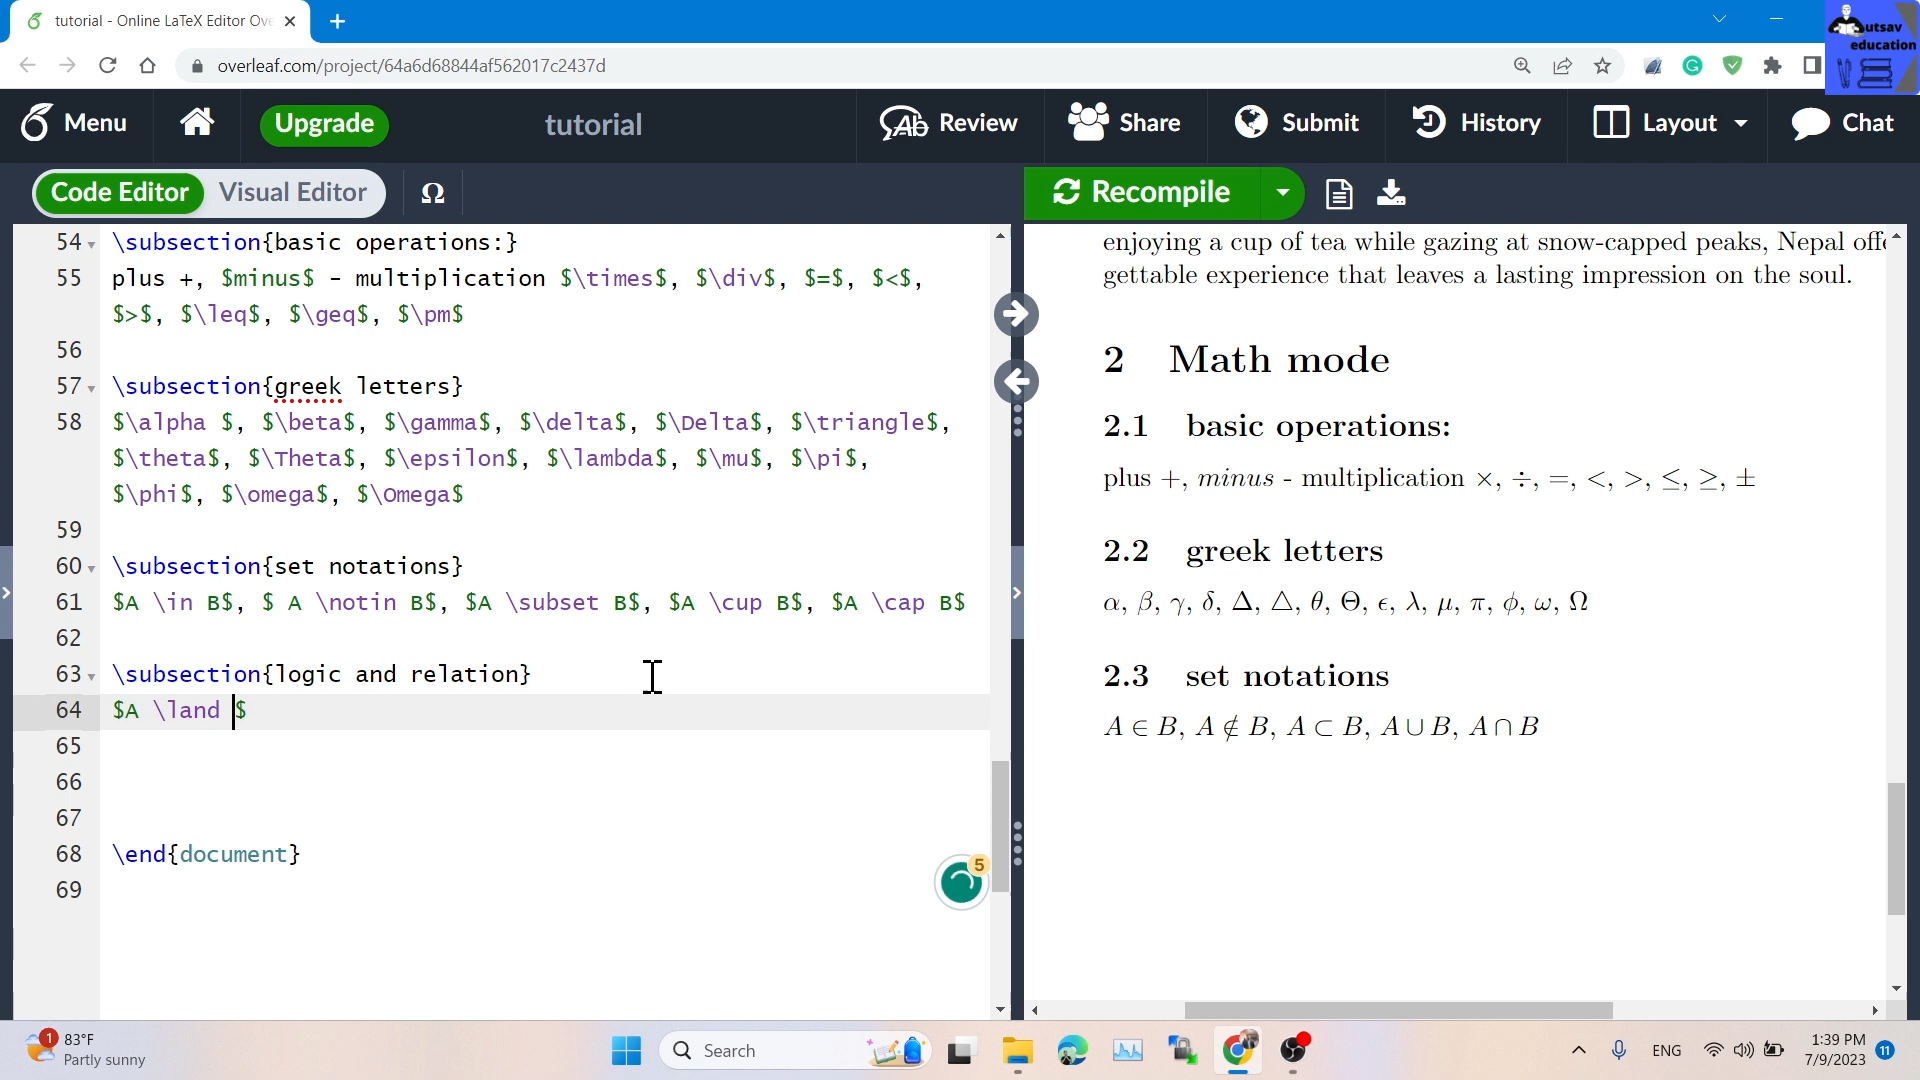 tutorial - Online LaTeX Editor Ove
utsav
education
overleaf.com/project/64a6d68844af562017c2437d
Menu
Upgrade
tutorial
Review
Share
Submit
History
Layout
Chat
Code Editor
Visual Editor
Ω
Recompile
54 \subsection{basic operations:}
55 plus +, $minus$ - multiplication $\times$, $\div$, $=$, $<$,
$>$, $\leq$, $\geq$, $\pm$
56
57 \subsection{greek letters}
58 $\alpha $, $\beta$, $\gamma$, $\delta$, $\Delta$, $\triangle$,
$\theta$, $\Theta$, $\epsilon$, $\lambda$, $\mu$, $\pi$,
$\phi$, $\omega$, $\Omega$
59
60 \subsection{set notations}
61 $A \in B$, $ A \notin B$, $A \subset B$, $A \cup B$, $A \cap B$
62
63 \subsection{logic and relation}
64 $A \land $
65
66
67
68 \end{document}
69
5
enjoying a cup of tea while gazing at snow-capped peaks, Nepal offe
gettable experience that leaves a lasting impression on the soul.
2 Math mode
2.1 basic operations:
plus +, minus - multiplication ×, ÷, =, <, >, ≤, ≥, ±
2.2 greek letters
α, β, γ, δ, Δ, △, θ, Θ, ϵ, λ, μ, π, ϕ, ω, Ω
2.3 set notations
A ∈ B, A ∉ B, A ⊂ B, A ∪ B, A ∩ B
1
83°F
Partly sunny
Search
ENG
1:39 PM
7/9/2023
11